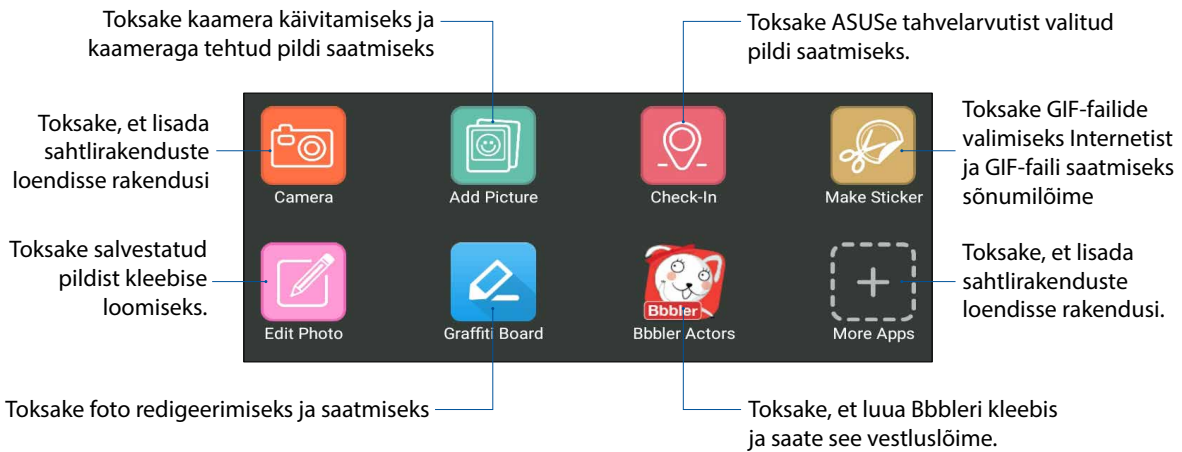 Toksake kaamera käivitamiseks ja
kaameraga tehtud pildi saatmiseks
Toksake ASUSe tahvelarvutist valitud
pildi saatmiseks.
Toksake, et lisada
sahtlirakenduste
loendisse rakendusi
Toksake GIF-failide
valimiseks Internetist
ja GIF-faili saatmiseks
sõnumilõime
Camera
Add Picture
Check-In
Make Sticker
Toksake salvestatud
pildist kleebise
loomiseks.
Toksake, et lisada
sahtlirakenduste
loendisse rakendusi.
Bbbler
Edit Photo
Graffiti Board
Bbbler Actors
More Apps
Toksake foto redigeerimiseks ja saatmiseks
Toksake, et luua Bbbleri kleebis
ja saate see vestluslõime.